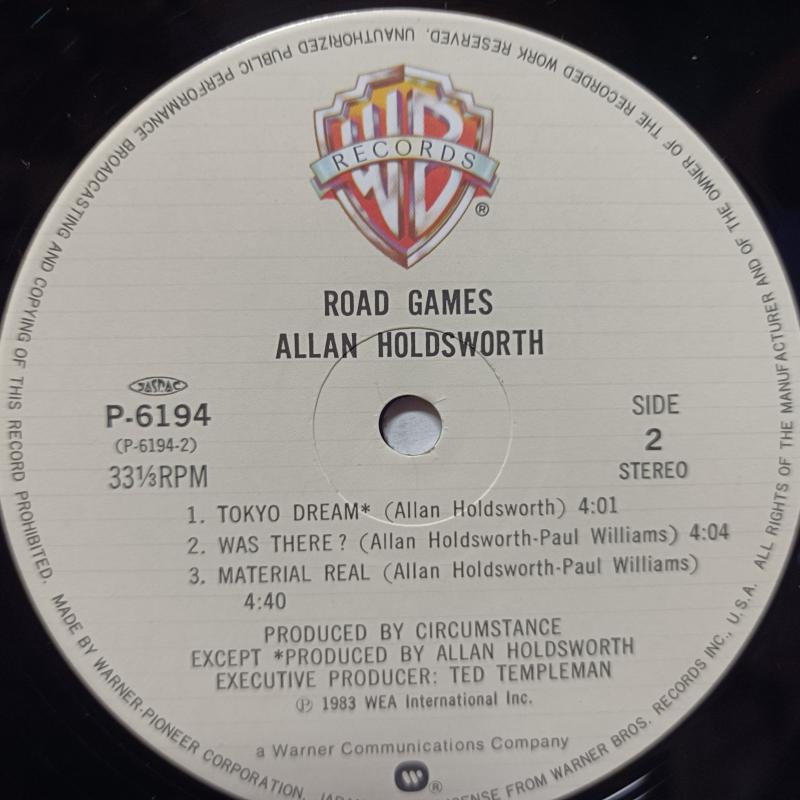 WB
RECORDS
®
ROAD GAMES
ALLAN HOLDSWORTH
JASRAC
P-6194
(P-6194-2)
33⅓RPM
SIDE
2
STEREO
1. TOKYO DREAM* (Allan Holdsworth) 4:01
2. WAS THERE? (Allan Holdsworth-Paul Williams) 4:04
3. MATERIAL REAL (Allan Holdsworth-Paul Williams)
4:40
PRODUCED BY CIRCUMSTANCE
EXCEPT *PRODUCED BY ALLAN HOLDSWORTH
EXECUTIVE PRODUCER: TED TEMPLEMAN
℗ 1983 WEA International Inc.
a Warner Communications Company
W®
ALL RIGHTS OF THE MANUFACTURER AND OF THE OWNER OF THE RECORDED WORK RESERVED. UNAUTHORIZED PUBLIC PERFORMANCE BROADCASTING AND COPYING OF THIS RECORD PROHIBITED. MADE BY WARNER-PIONEER CORPORATION, FROM WARNER BROS. RECORDS INC., U.S.A.